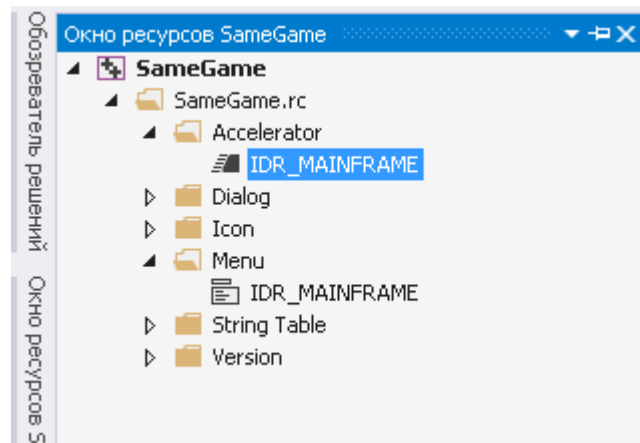 Обозреватель решений
Окно ресурсов S
Окно ресурсов SameGame
SameGame
SameGame.rc
Accelerator
IDR_MAINFRAME
Dialog
Icon
Menu
IDR_MAINFRAME
String Table
Version